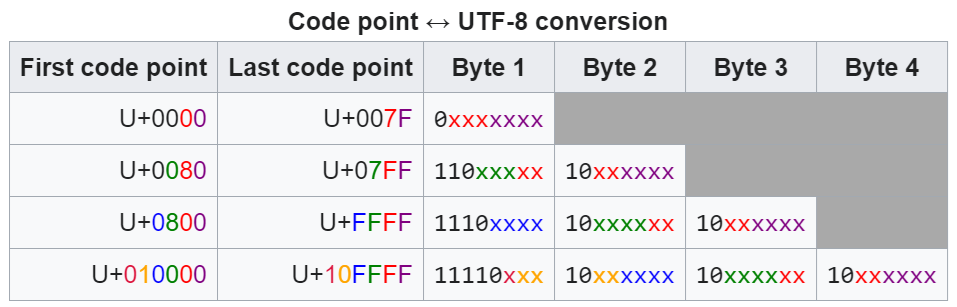 Code point ↔ UTF-8 conversion
First code point Last code point Byte 1 Byte 2 Byte 3 Byte 4
U+0000 U+007F 0xxxxxxx
U+0080 U+07FF 110xxxxx 10xxxxxx
U+0800 U+FFFF 1110xxxx 10xxxxxx 10xxxxxx
U+010000 U+10FFFF 11110xxx 10xxxxxx 10xxxxxx 10xxxxxx